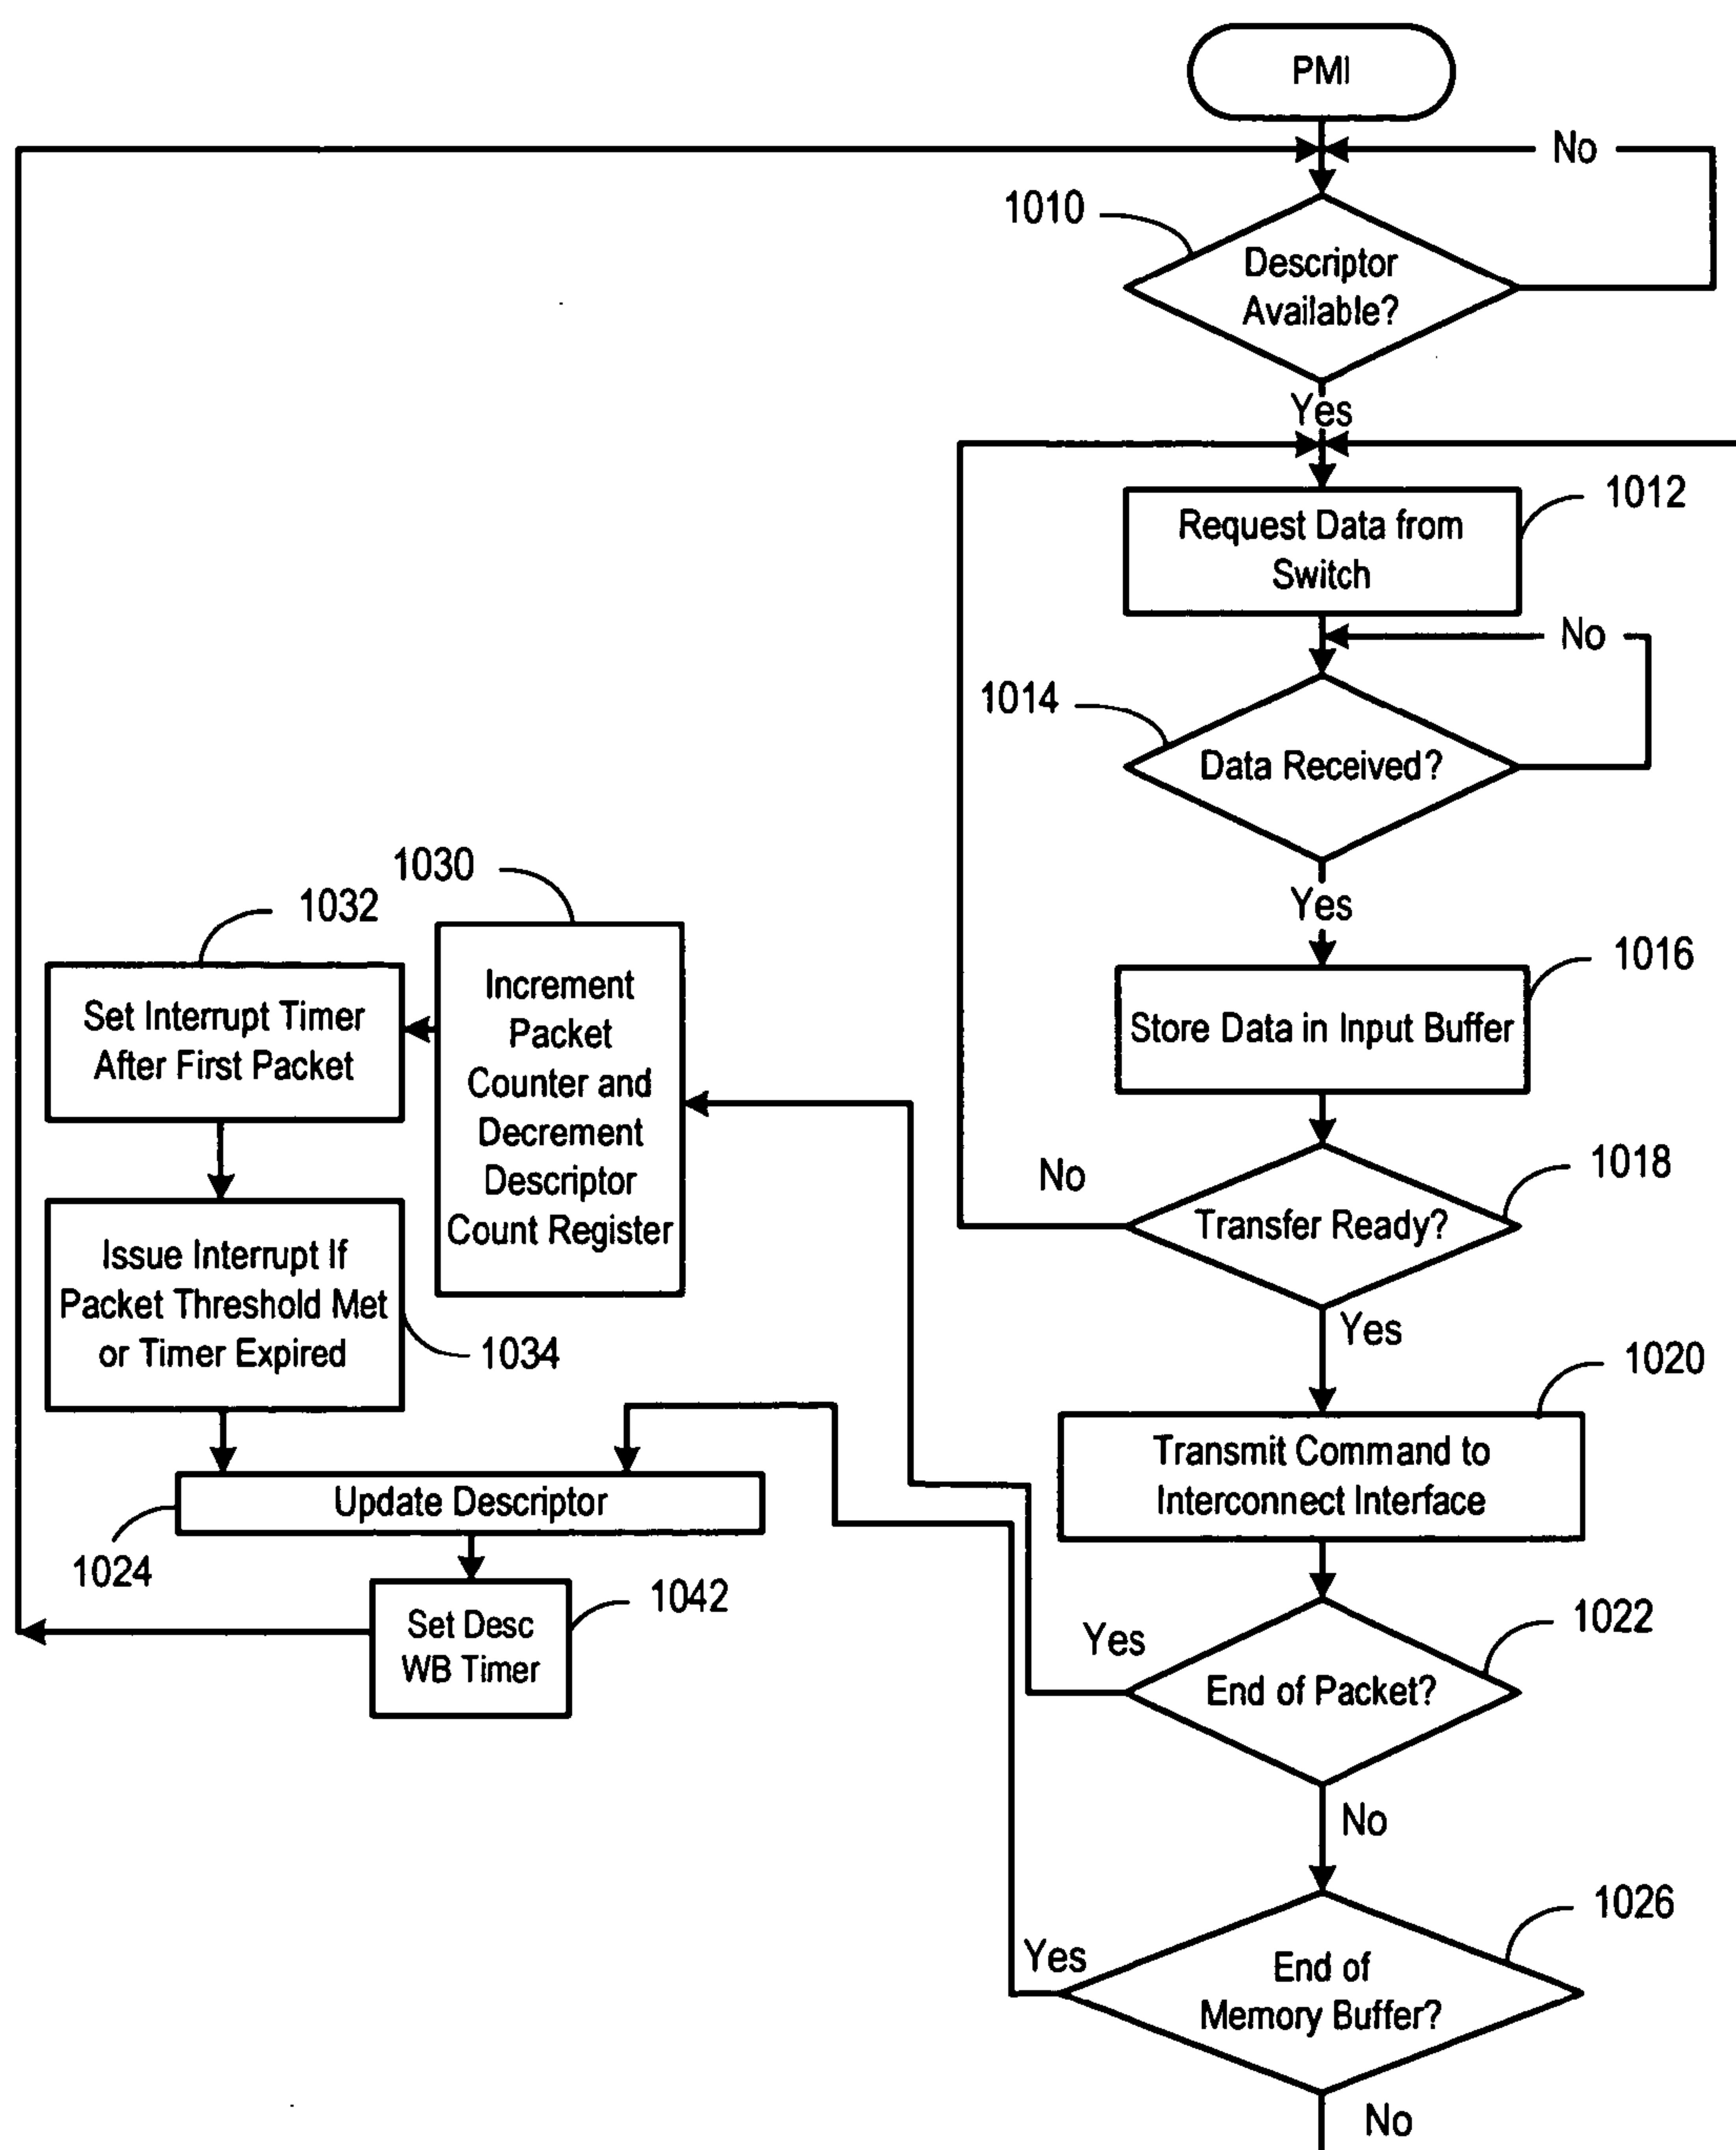 PMI
No
1010
Descriptor
Available?
Yes
1012
Request Data from
Switch
No
1014
Data Received?
Yes
1016
Store Data in Input Buffer
1018
No
Transfer Ready?
Yes
1020
Transmit Command to
Interconnect Interface
1022
Yes
End of Packet?
No
1026
Yes
End of
Memory Buffer?
No
1030
Increment
Packet
Counter and
Decrement
Descriptor
Count Register
1032
Set Interrupt Timer
After First Packet
Issue Interrupt If
Packet Threshold Met
or Timer Expired
1034
Update Descriptor
1024
1042
Set Desc
WB Timer